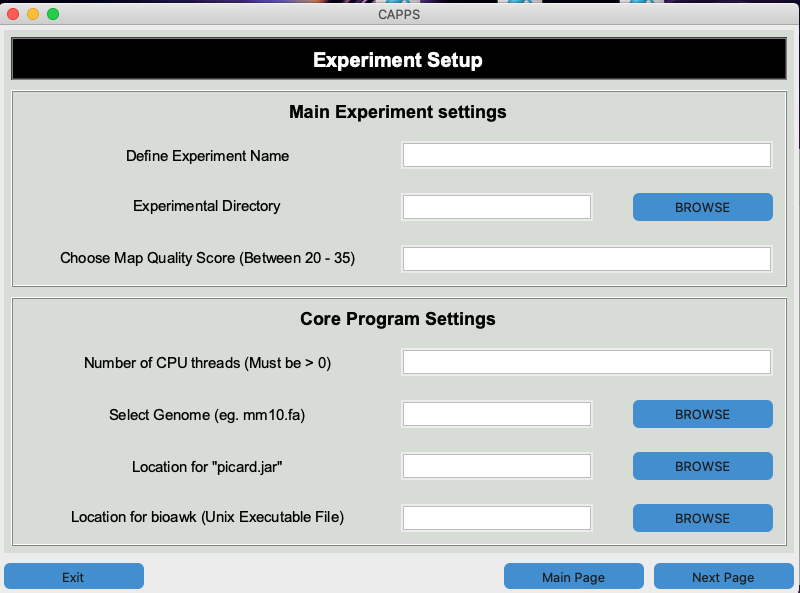 CAPPS
Experiment Setup
Main Experiment settings
Define Experiment Name
Experimental Directory
BROWSE
Choose Map Quality Score (Between 20 - 35)
Core Program Settings
Number of CPU threads (Must be > 0)
Select Genome (eg. mm10.fa)
BROWSE
Location for "picard.jar"
BROWSE
Location for bioawk (Unix Executable File)
BROWSE
Exit
Main Page
Next Page